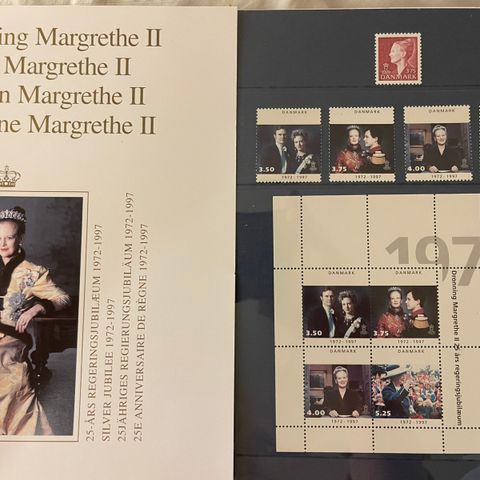 ing Margrethe II
Margrethe II
n Margrethe II
ne Margrethe II
25-ÅRS REGERINGSJUBILÆUM 1972-1997
SILVER JUBILEE 1972-1997
25JÄHRIGES REGIERUNGSJUBILÄUM 1972-1997
25E ANNIVERSAIRE DE RÈGNE 1972-1997
3.75
DANMARK
DANMARK
3.50
1972 - 1997
DANMARK
3.75
1972 - 1997
DANMARK
4.00
1972 - 1997
197
Dronning Margrethe II 25 års regeringsjubilæum
DANMARK
3.50
1972 - 1997
DANMARK
3.75
1972 - 1997
DANMARK
4.00
1972 - 1997
DANMARK
5.25
1972 - 1997